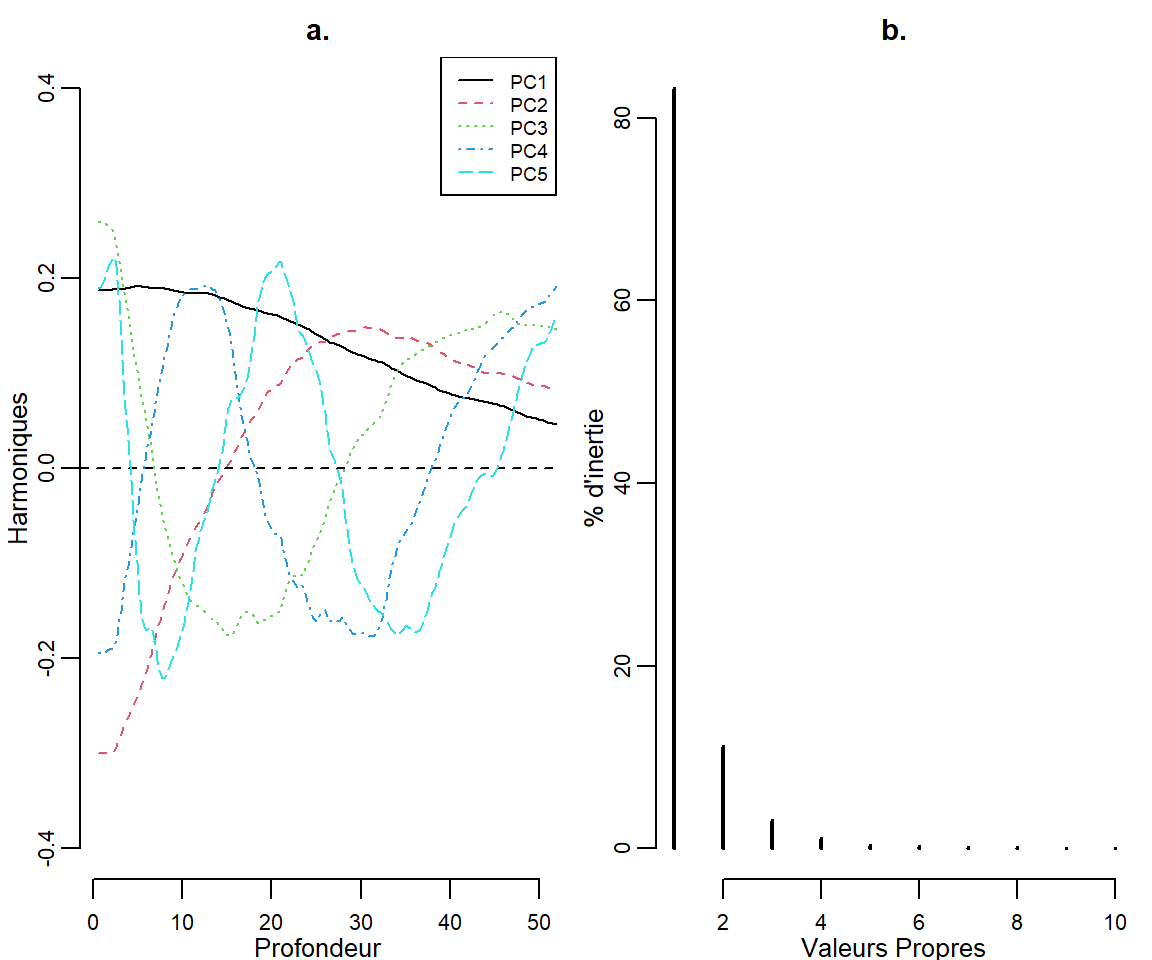 a.
PC1
PC2
PC3
PC4
PC5
0.4
0.2
0.0
-0.2
-0.4
Harmoniques
0 10 20 30 40 50
Profondeur
b.
80
60
40
20
0
% d'inertie
2 4 6 8 10
Valeurs Propres